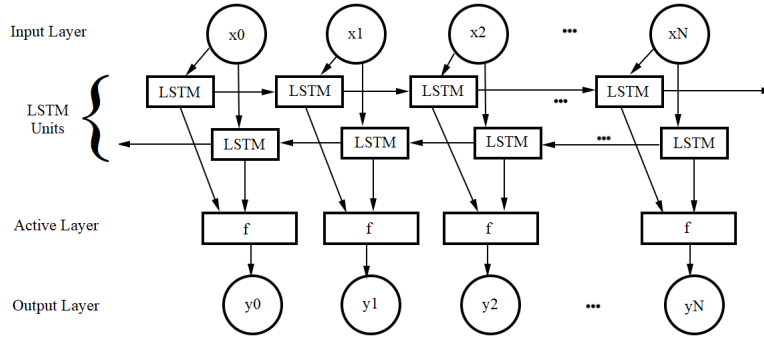 Input Layer x0 x1 x2 ... xN
LSTM LSTM LSTM ... LSTM
LSTM
Units
LSTM LSTM LSTM ... LSTM
Active Layer f f f f
Output Layer y0 y1 y2 ... yN